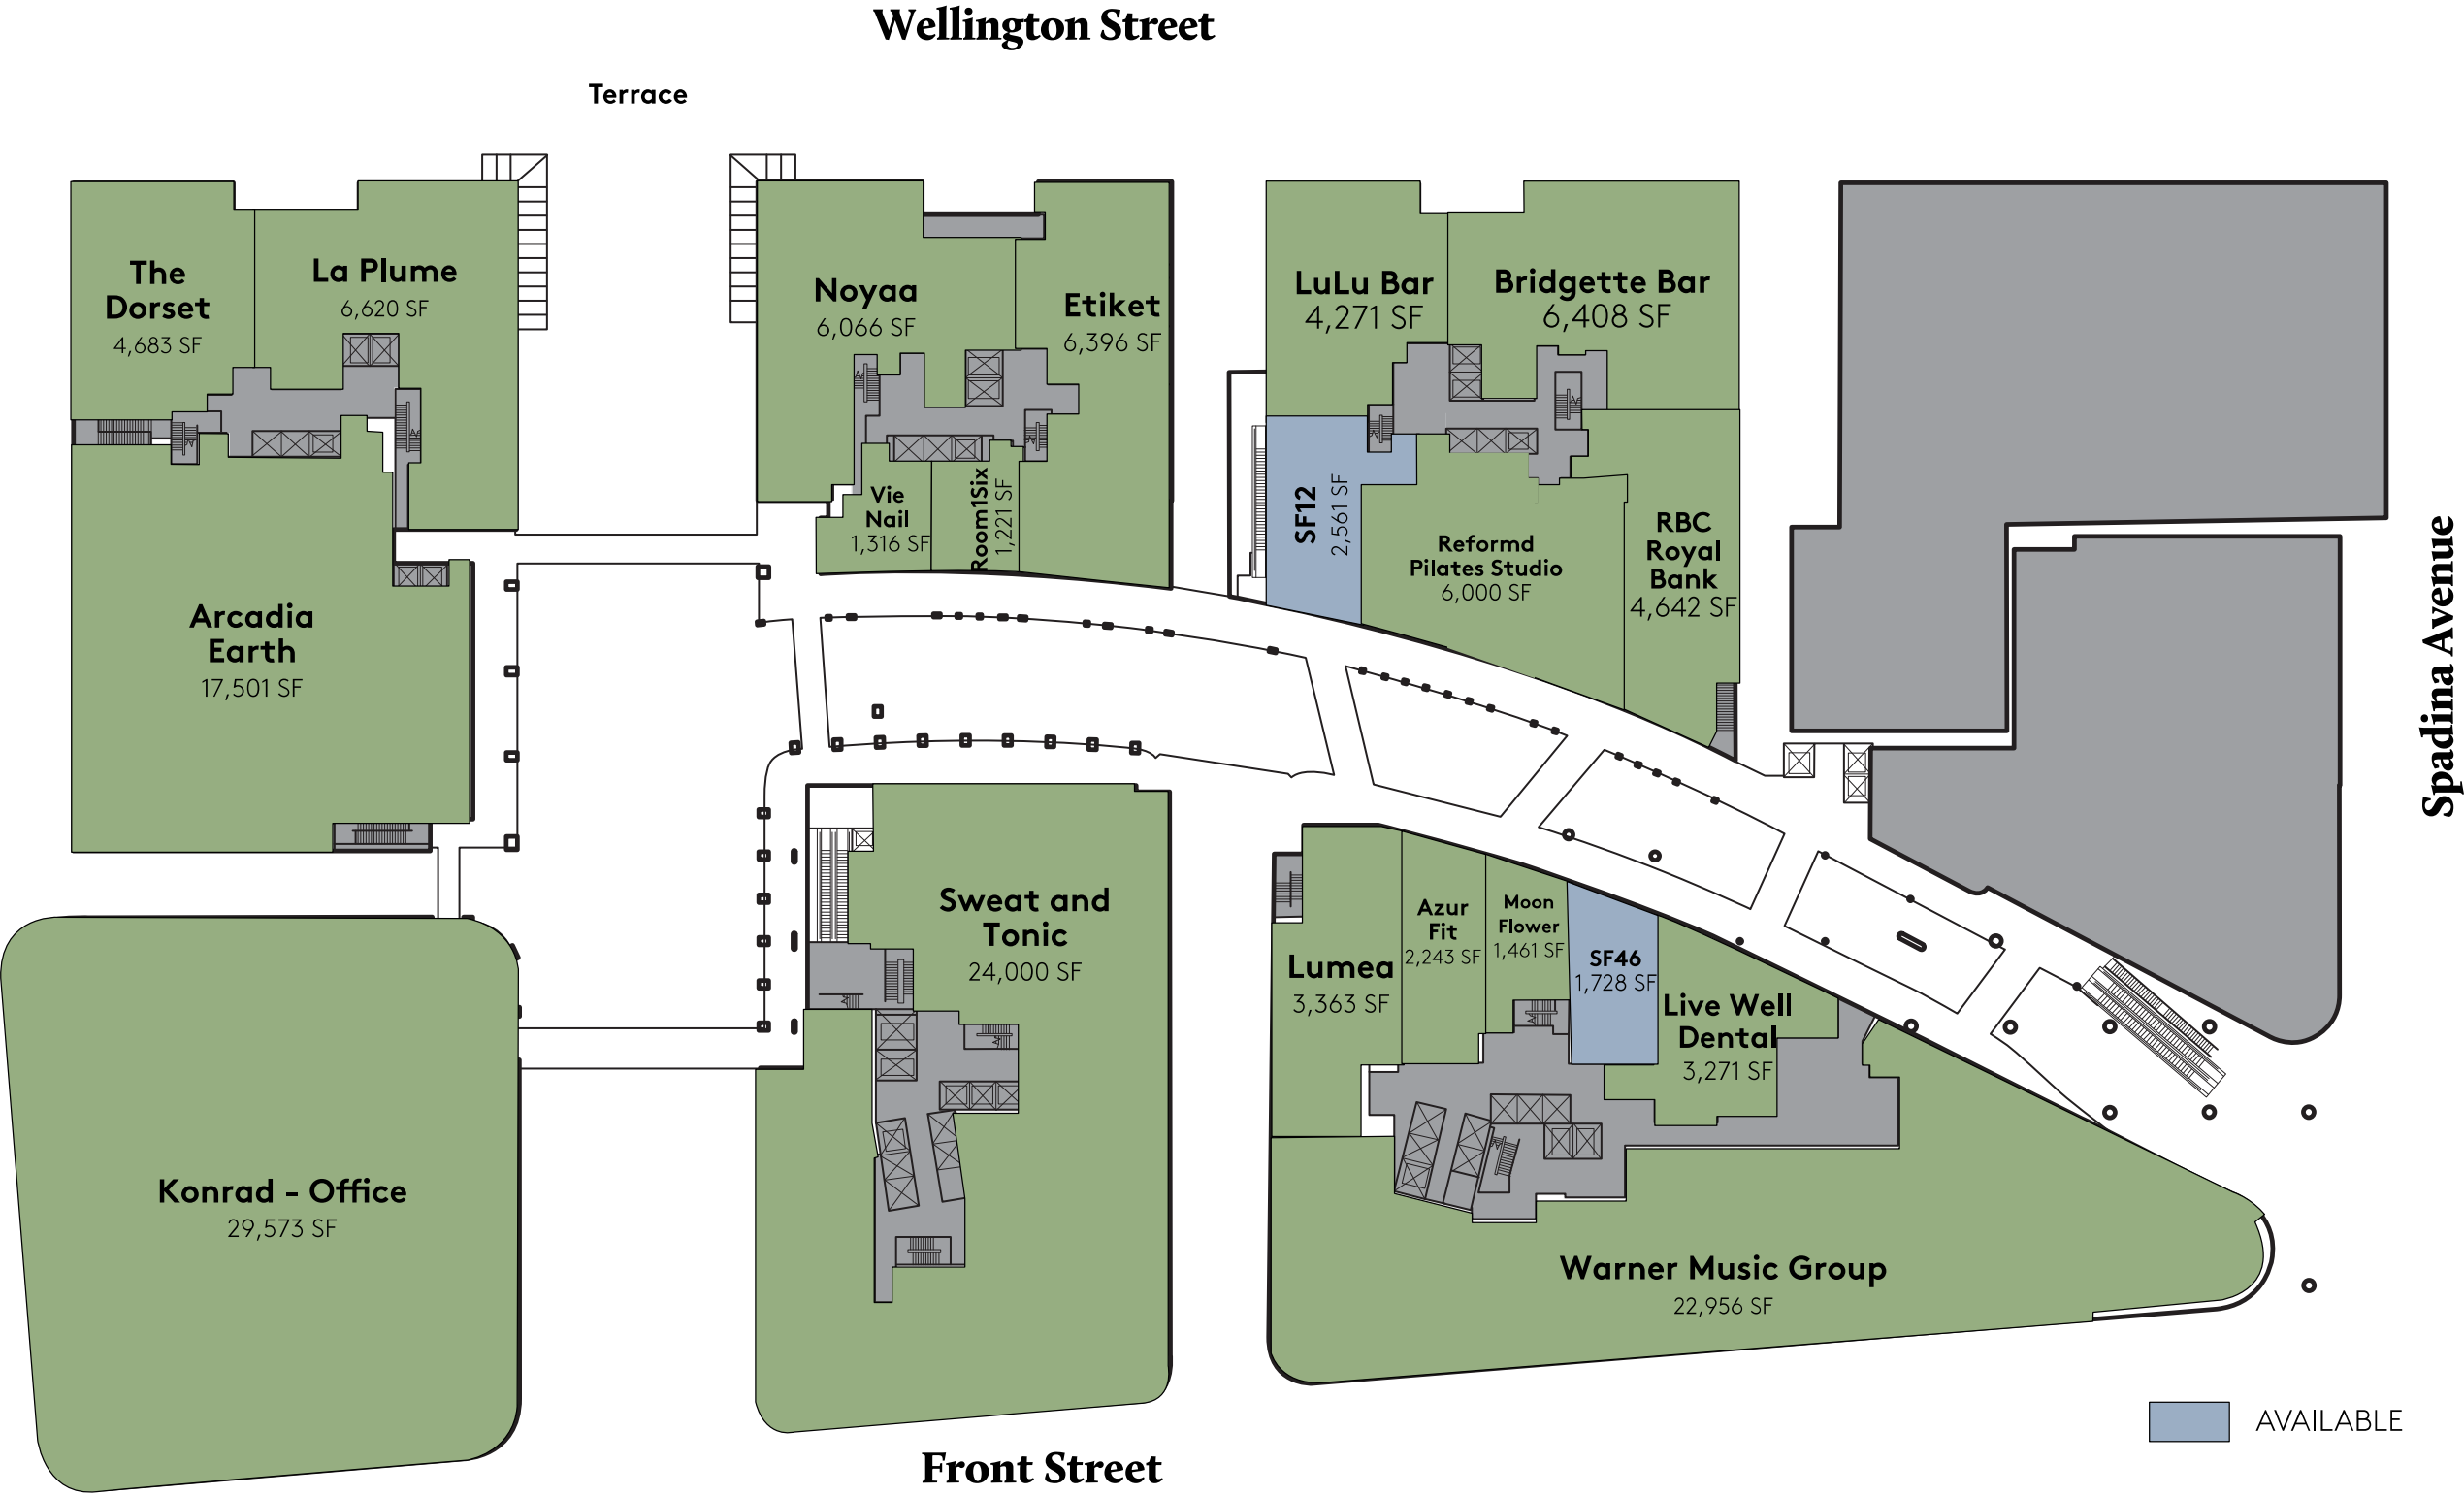 Wellington Street
Terrace
The
Dorset
4,683 SF
La Plume
6,620 SF
Noyaa
6,066 SF
Etiket
6,396 SF
LuLu Bar
4,271 SF
Bridgette Bar
6,408 SF
Vie
Nail
1,316 SF
Room1Six
1,221 SF
SF12
2,561 SF
Reformd
Pilates Studio
6,000 SF
RBC
Royal
Bank
4,642 SF
Spadina Avenue
Arcadia
Earth
17,501 SF
Sweat and
Tonic
24,000 SF
Lumea
3,363 SF
Azur
Fit
2,243 SF
Moon
Flower
1,461 SF
SF46
1,728 SF
Live Well
Dental
3,271 SF
Konrad - Office
29,573 SF
Warner Music Group
22,956 SF
AVAILABLE
Front Street